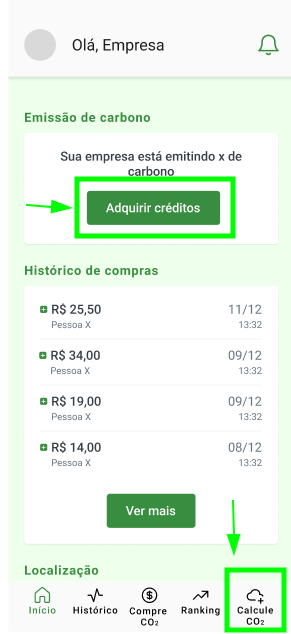 Olá, Empresa
Emissão de carbono
Sua empresa está emitindo x de
carbono
Adquirir créditos
Histórico de compras
R$ 25,50 11/12
Pessoa X 13:32
R$ 34,00 09/12
Pessoa X 13:32
R$ 19,00 09/12
Pessoa X 13:32
R$ 14,00 08/12
Pessoa X 13:32
Ver mais
Localização
Início Histórico Compre CO₂ Ranking Calcule CO₂